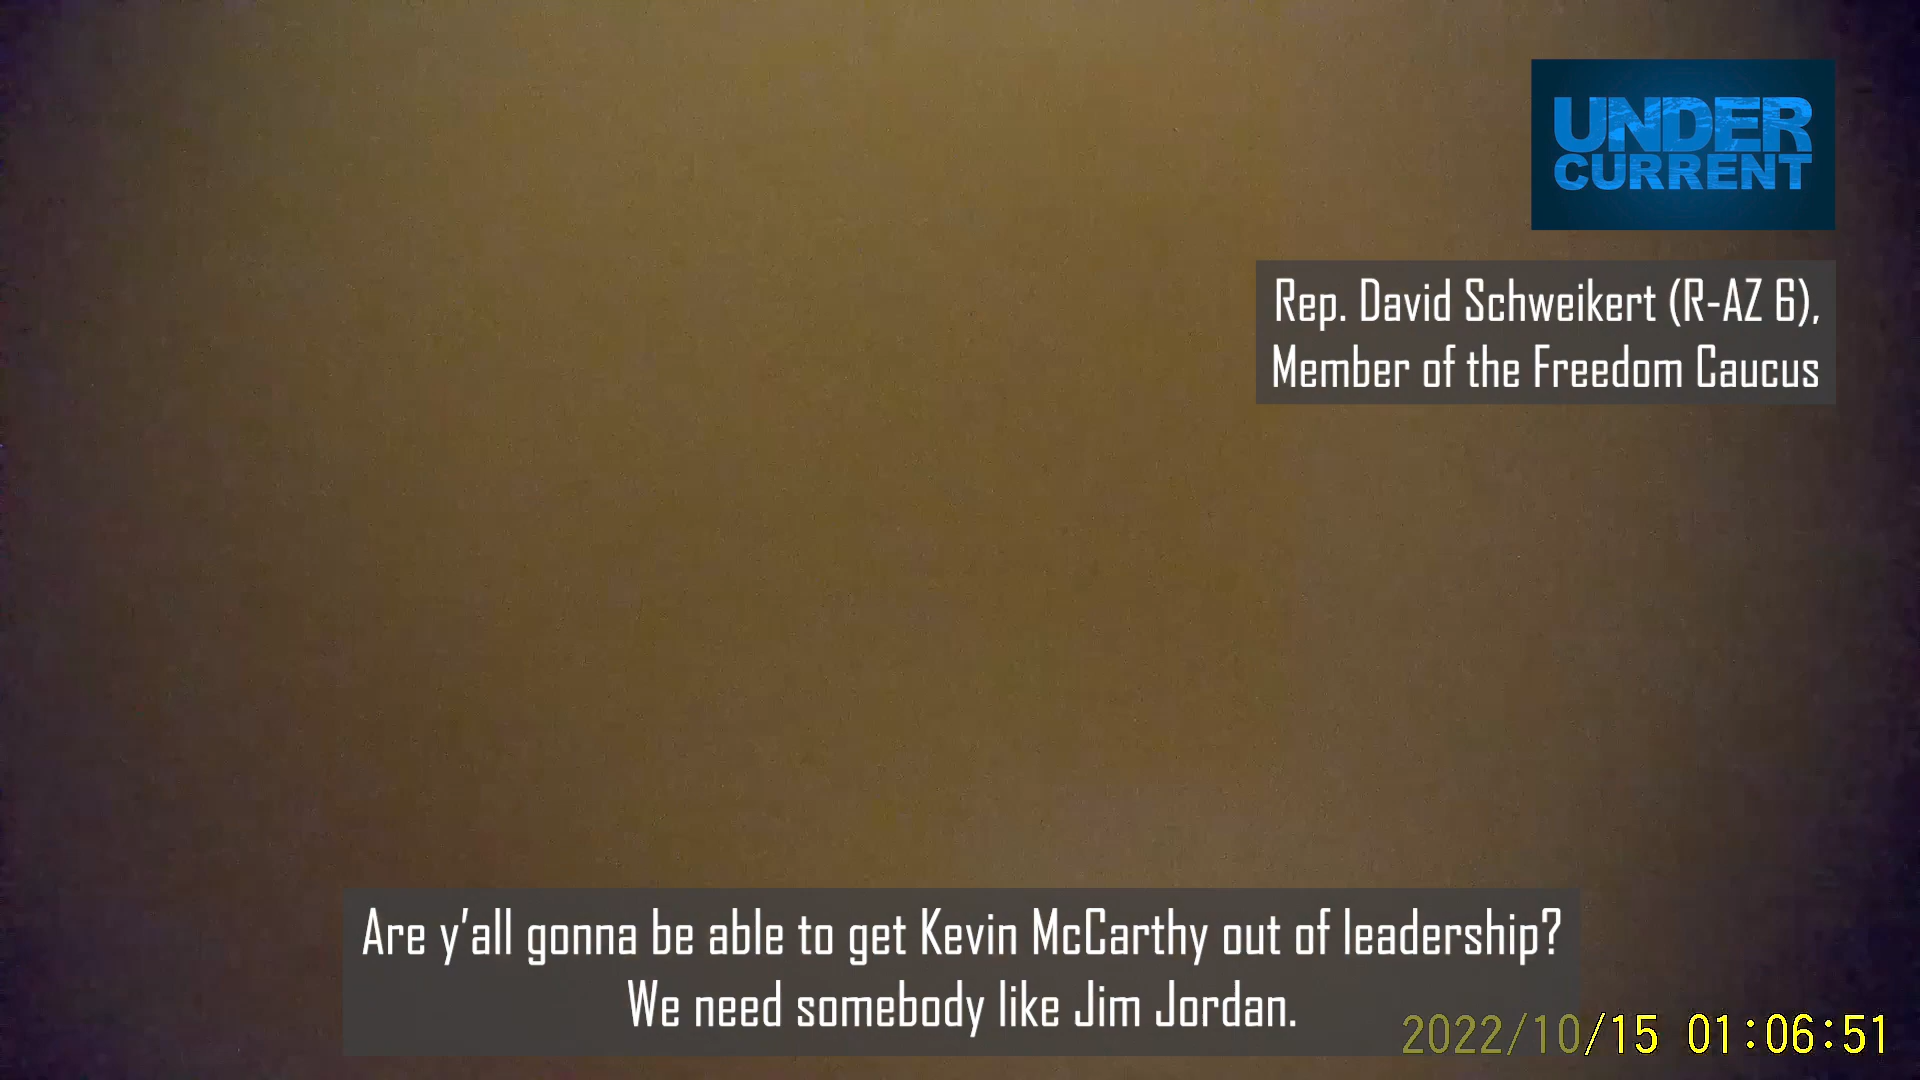 UNDER
CURRENT
Rep. David Schweikert (R-AZ 6),
Member of the Freedom Caucus
Are y'all gonna be able to get Kevin McCarthy out of leadership?
We need somebody like Jim Jordan.
2022/10/15 01:06:51